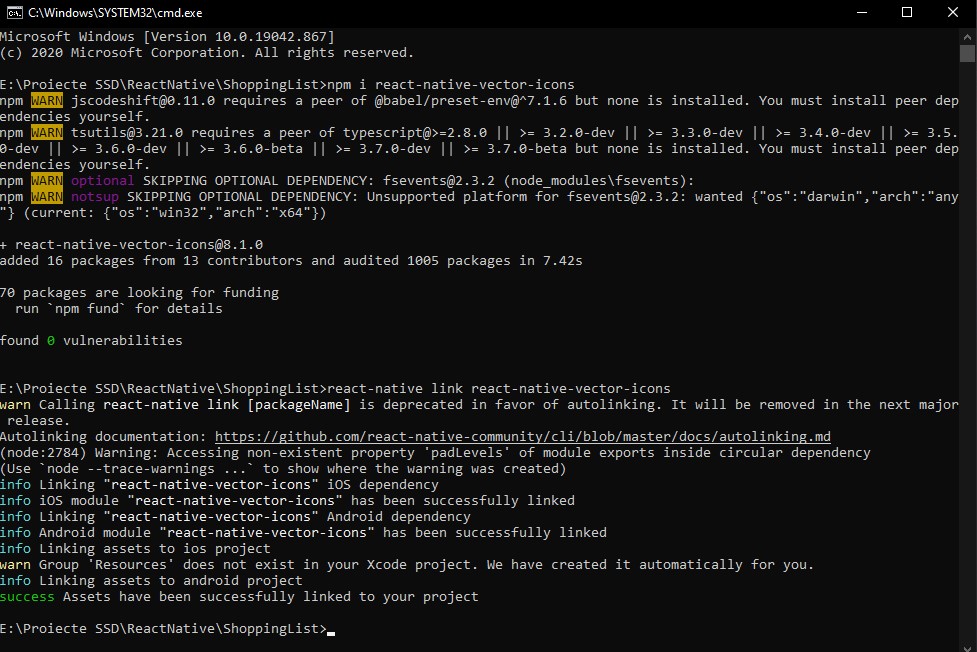 C:\Windows\SYSTEM32\cmd.exe
Microsoft Windows [Version 10.0.19042.867]
(c) 2020 Microsoft Corporation. All rights reserved.
E:\Proiecte SSD\ReactNative\ShoppingList>npm i react-native-vector-icons
npm WARN jscodeshift@0.11.0 requires a peer of @babel/preset-env@^7.1.6 but none is installed. You must install peer dep
endencies yourself.
npm WARN tsutils@3.21.0 requires a peer of typescript@>=2.8.0 || >= 3.2.0-dev || >= 3.3.0-dev || >= 3.4.0-dev || >= 3.5.
0-dev || >= 3.6.0-dev || >= 3.6.0-beta || >= 3.7.0-dev || >= 3.7.0-beta but none is installed. You must install peer dep
endencies yourself.
npm WARN optional SKIPPING OPTIONAL DEPENDENCY: fsevents@2.3.2 (node_modules\fsevents):
npm WARN notsup SKIPPING OPTIONAL DEPENDENCY: Unsupported platform for fsevents@2.3.2: wanted {"os":"darwin","arch":"any
"} (current: {"os":"win32","arch":"x64"})
+ react-native-vector-icons@8.1.0
added 16 packages from 13 contributors and audited 1005 packages in 7.42s
70 packages are looking for funding
run `npm fund` for details
found 0 vulnerabilities
E:\Proiecte SSD\ReactNative\ShoppingList>react-native link react-native-vector-icons
warn Calling react-native link [packageName] is deprecated in favor of autolinking. It will be removed in the next major
release.
Autolinking documentation: https://github.com/react-native-community/cli/blob/master/docs/autolinking.md
(node:2784) Warning: Accessing non-existent property 'padLevels' of module exports inside circular dependency
(Use `node --trace-warnings ...` to show where the warning was created)
info Linking "react-native-vector-icons" iOS dependency
info iOS module "react-native-vector-icons" has been successfully linked
info Linking "react-native-vector-icons" Android dependency
info Android module "react-native-vector-icons" has been successfully linked
info Linking assets to ios project
warn Group 'Resources' does not exist in your Xcode project. We have created it automatically for you.
info Linking assets to android project
success Assets have been successfully linked to your project
E:\Proiecte SSD\ReactNative\ShoppingList>